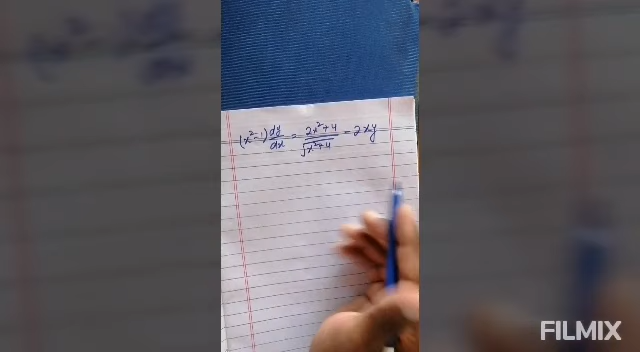 (x²-1) dy/dx = 2x²+4/√x²+4 - 2xy
FILMIX